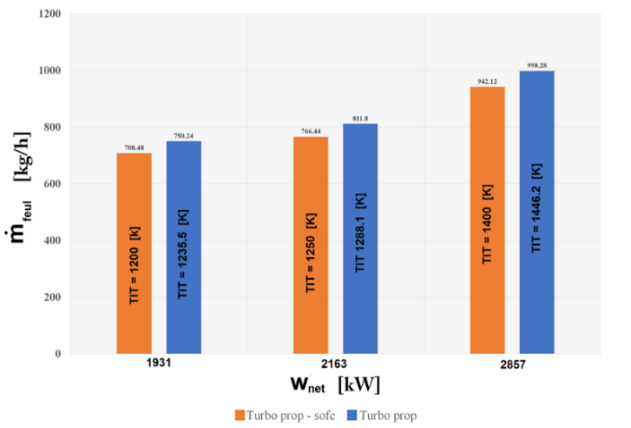 1200
1000
800
600
400
200
0
ṁ feul [kg/h]
708.48
750.24
766.44
811.8
942.12
998.28
TIT = 1200 [k]
TIT = 1235.5 [K]
TIT = 1250 [K]
TIT 1288.1 [K]
TIT = 1400 [K]
TIT = 1446.2 [K]
1931
2163
2857
Wnet [kW]
Turbo prop - sofc
Turbo prop